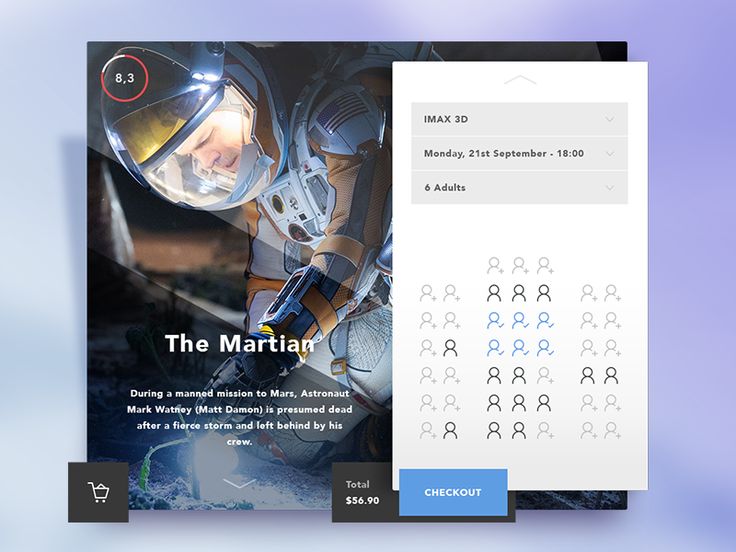 8,3
The Martian
During a manned mission to Mars, Astronaut
Mark Watney (Matt Damon) is presumed dead
after a fierce storm and left behind by his
crew.
IMAX 3D
Monday, 21st September - 18:00
6 Adults
Total
$56.90
CHECKOUT